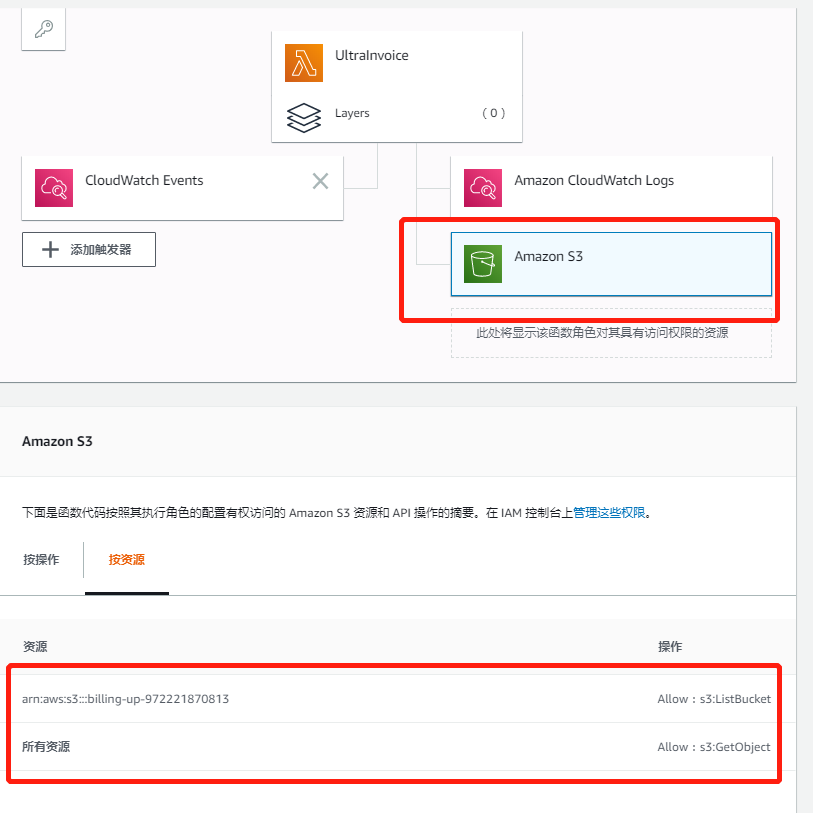 UltraInvoice
Layers
( 0 )
CloudWatch Events
Amazon CloudWatch Logs
添加触发器
Amazon S3
此处将显示该函数角色对其具有访问权限的资源
Amazon S3
下面是函数代码按照其执行角色的配置有权访问的 Amazon S3 资源和 API 操作的摘要。在 IAM 控制台上管理这些权限。
按操作
按资源
资源
操作
arn:aws:s3:::billing-up-972221870813
Allow：s3:ListBucket
所有资源
Allow：s3:GetObject